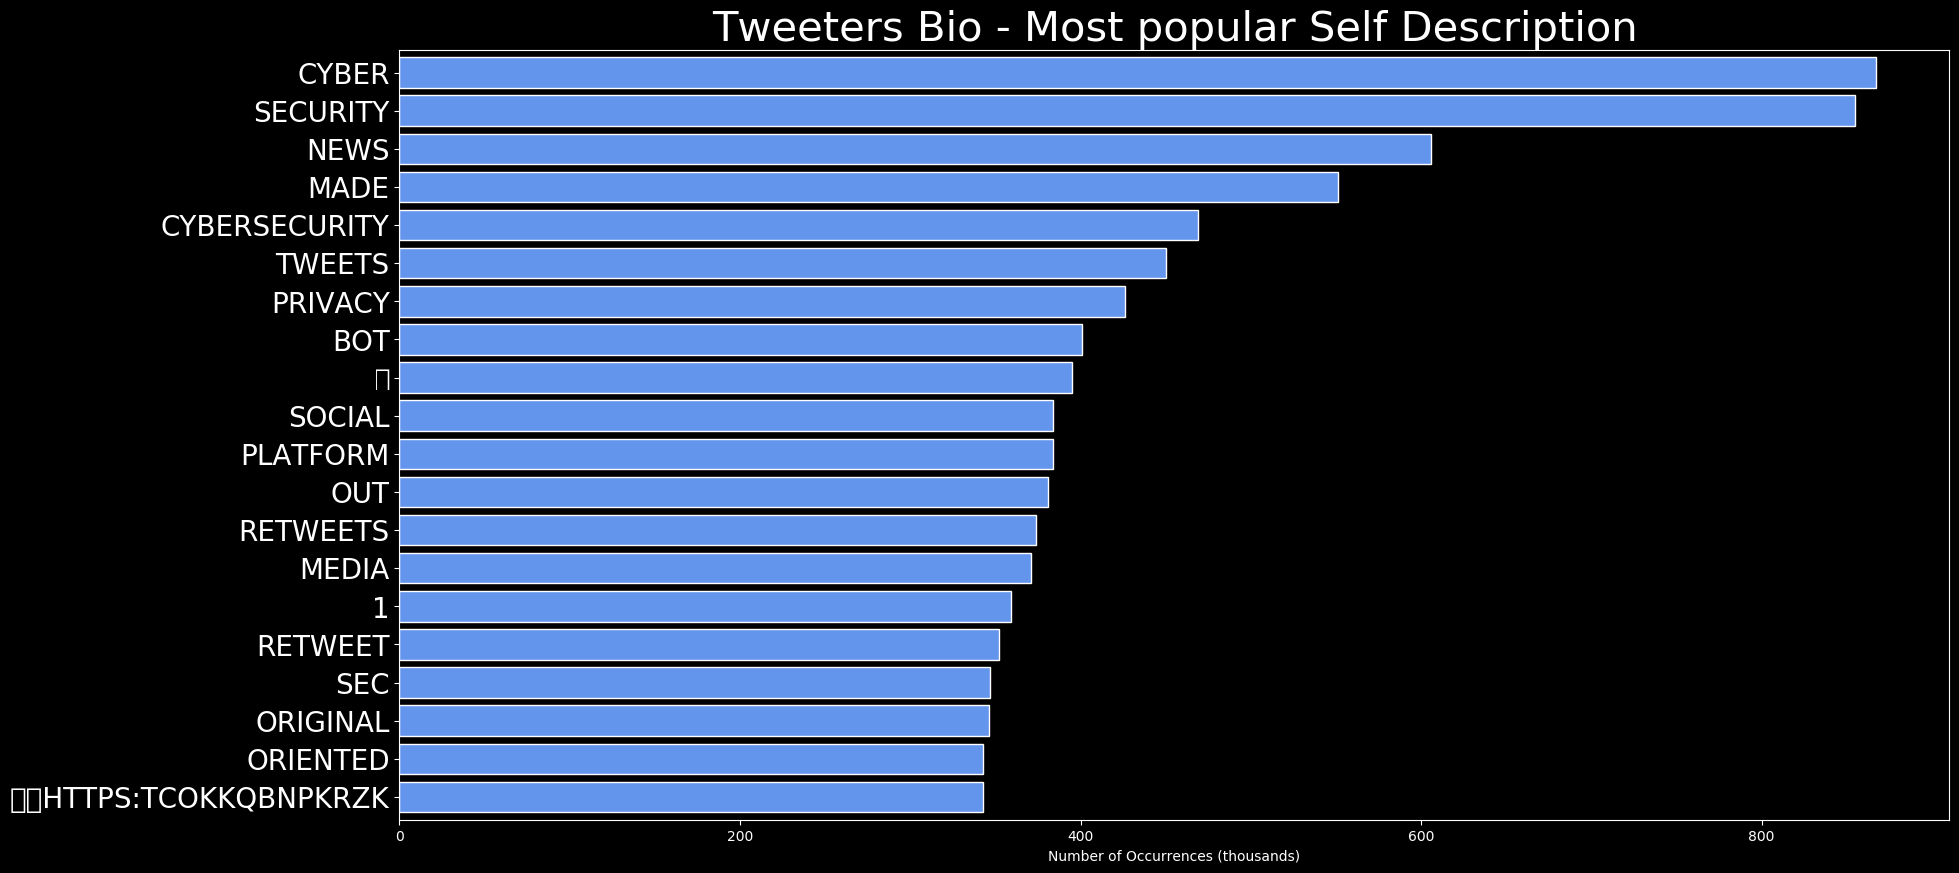 Tweeters Bio - Most popular Self Description
CYBER
SECURITY
NEWS
MADE
CYBERSECURITY
TWEETS
PRIVACY
BOT
SOCIAL
PLATFORM
OUT
RETWEETS
MEDIA
1
RETWEET
SEC
ORIGINAL
ORIENTED
HTTPS:TCOKKQBNPKRZK
0 200 400 600 800
Number of Occurrences (thousands)